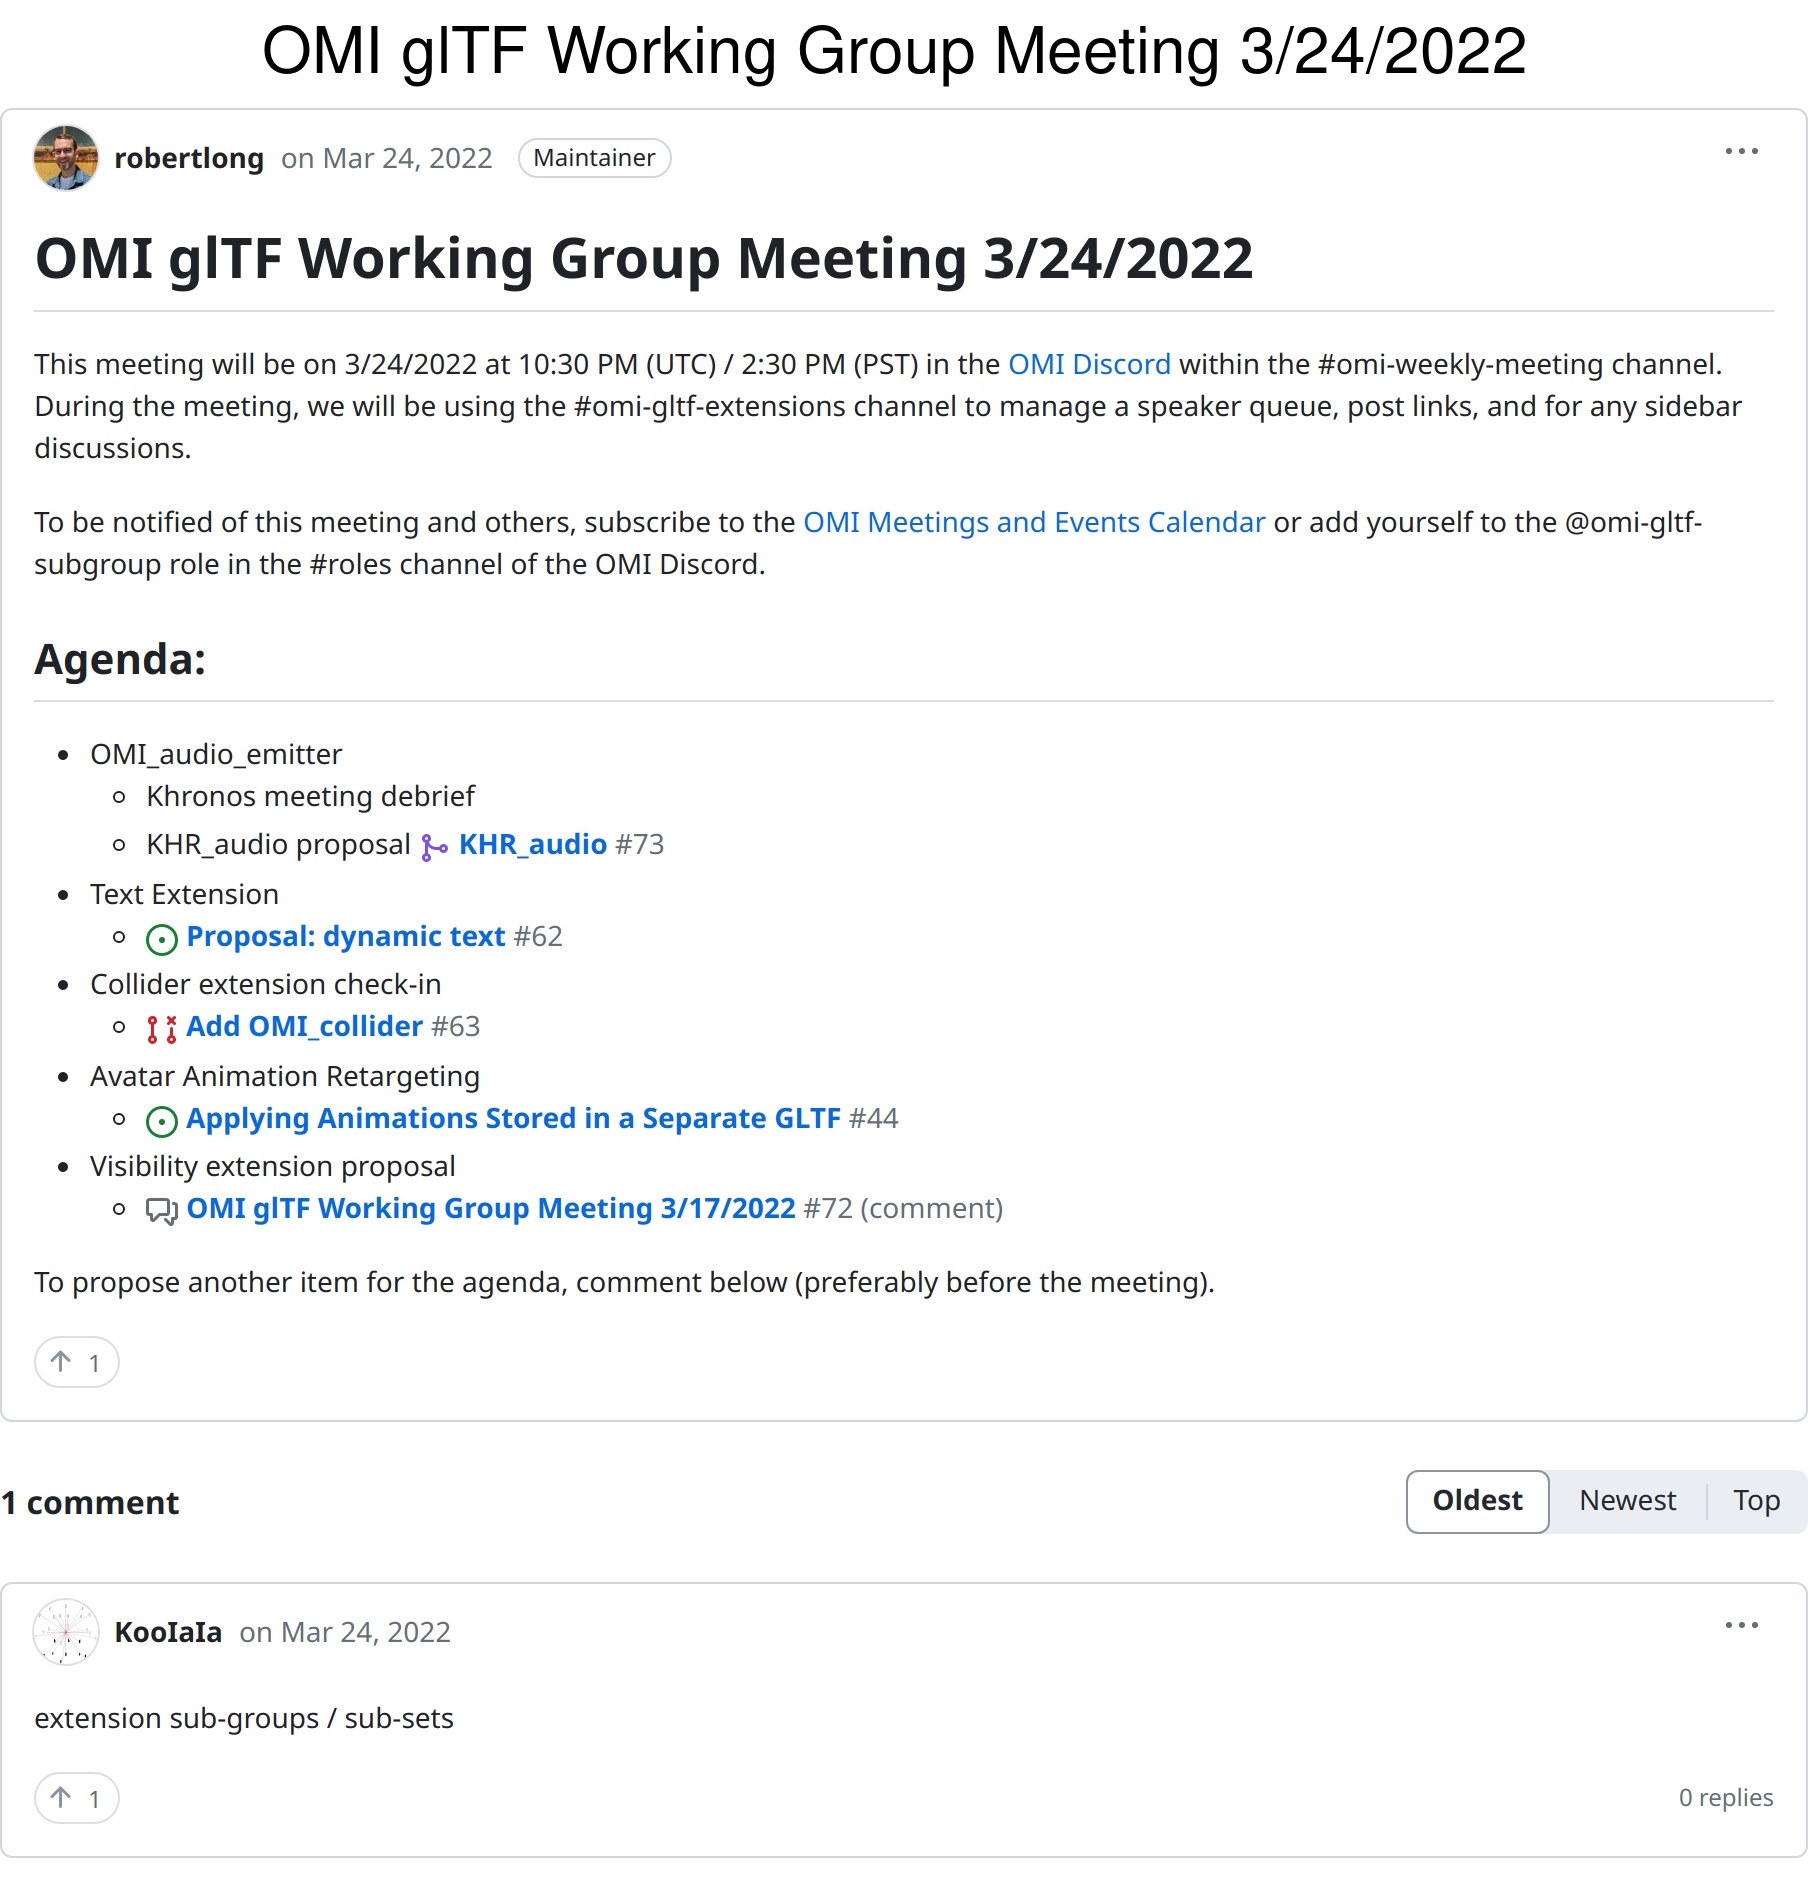 OMI glTF Working Group Meeting 3/24/2022
robertlong on Mar 24, 2022 Maintainer
OMI glTF Working Group Meeting 3/24/2022
This meeting will be on 3/24/2022 at 10:30 PM (UTC) / 2:30 PM (PST) in the OMI Discord within the #omi-weekly-meeting channel.
During the meeting, we will be using the #omi-gltf-extensions channel to manage a speaker queue, post links, and for any sidebar
discussions.
To be notified of this meeting and others, subscribe to the OMI Meetings and Events Calendar or add yourself to the @omi-gltf-
subgroup role in the #roles channel of the OMI Discord.
Agenda:
OMI_audio_emitter
Khronos meeting debrief
KHR_audio proposal KHR_audio #73
Text Extension
Proposal: dynamic text #62
Collider extension check-in
Add OMI_collider #63
Avatar Animation Retargeting
Applying Animations Stored in a Separate GLTF #44
Visibility extension proposal
OMI glTF Working Group Meeting 3/17/2022 #72 (comment)
To propose another item for the agenda, comment below (preferably before the meeting).
1
1 comment
Oldest Newest Top
KooIaIa on Mar 24, 2022
extension sub-groups / sub-sets
1
0 replies